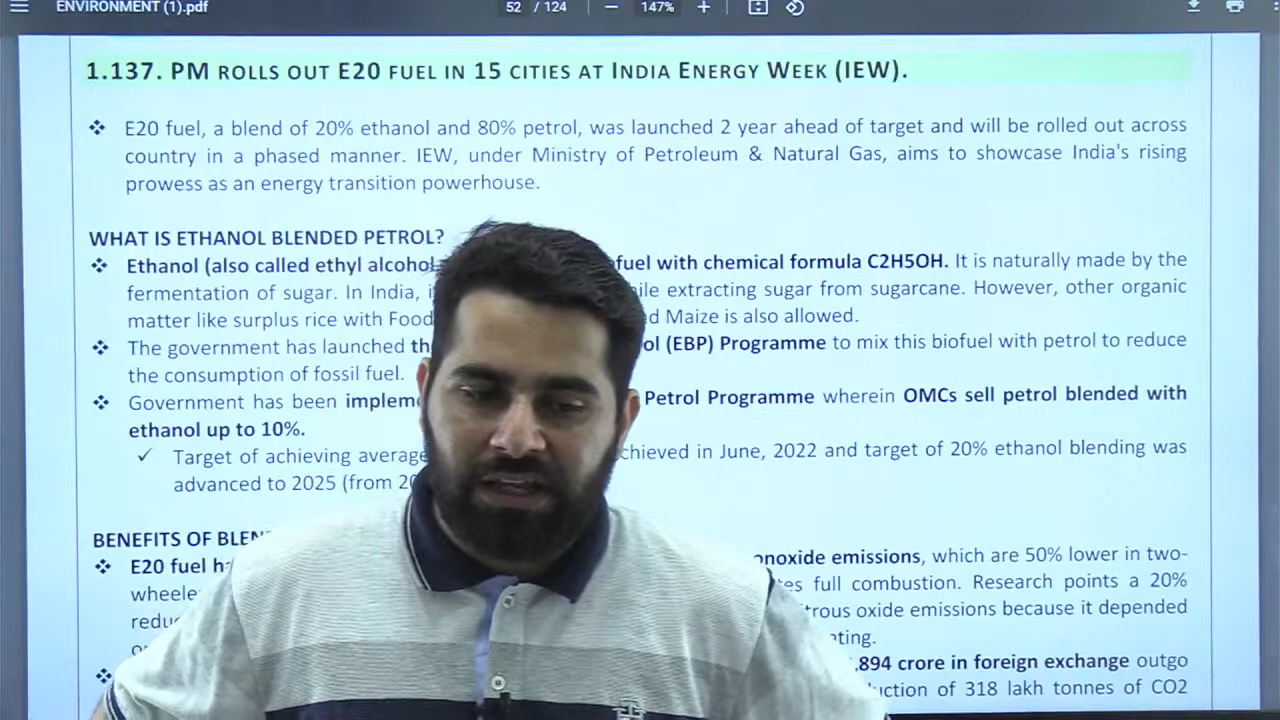 ENVIRONMENT (1).pdf 52 / 124 147%
1.137. PM ROLLS OUT E20 FUEL IN 15 CITIES AT INDIA ENERGY WEEK (IEW).
❖ E20 fuel, a blend of 20% ethanol and 80% petrol, was launched 2 year ahead of target and will be rolled out across
country in a phased manner. IEW, under Ministry of Petroleum & Natural Gas, aims to showcase India's rising
prowess as an energy transition powerhouse.
WHAT IS ETHANOL BLENDED PETROL?
❖ Ethanol (also called ethyl alcohol fuel with chemical formula C2H5OH. It is naturally made by the
fermentation of sugar. In India, extracting sugar from sugarcane. However, other organic
matter like surplus rice with Food Maize is also allowed.
❖ The government has launched (EBP) Programme to mix this biofuel with petrol to reduce
the consumption of fossil fuel.
❖ Government has been Petrol Programme wherein OMCs sell petrol blended with
ethanol up to 10%.
✓ Target of achieving average in June, 2022 and target of 20% ethanol blending was
advanced to 2025 (from
BENEFITS OF
❖ E20 fuel emissions, which are 50% lower in two-
full combustion. Research points a 20%
oxide emissions because it depended
❖ 894 crore in foreign exchange outgo
of 318 lakh tonnes of CO2